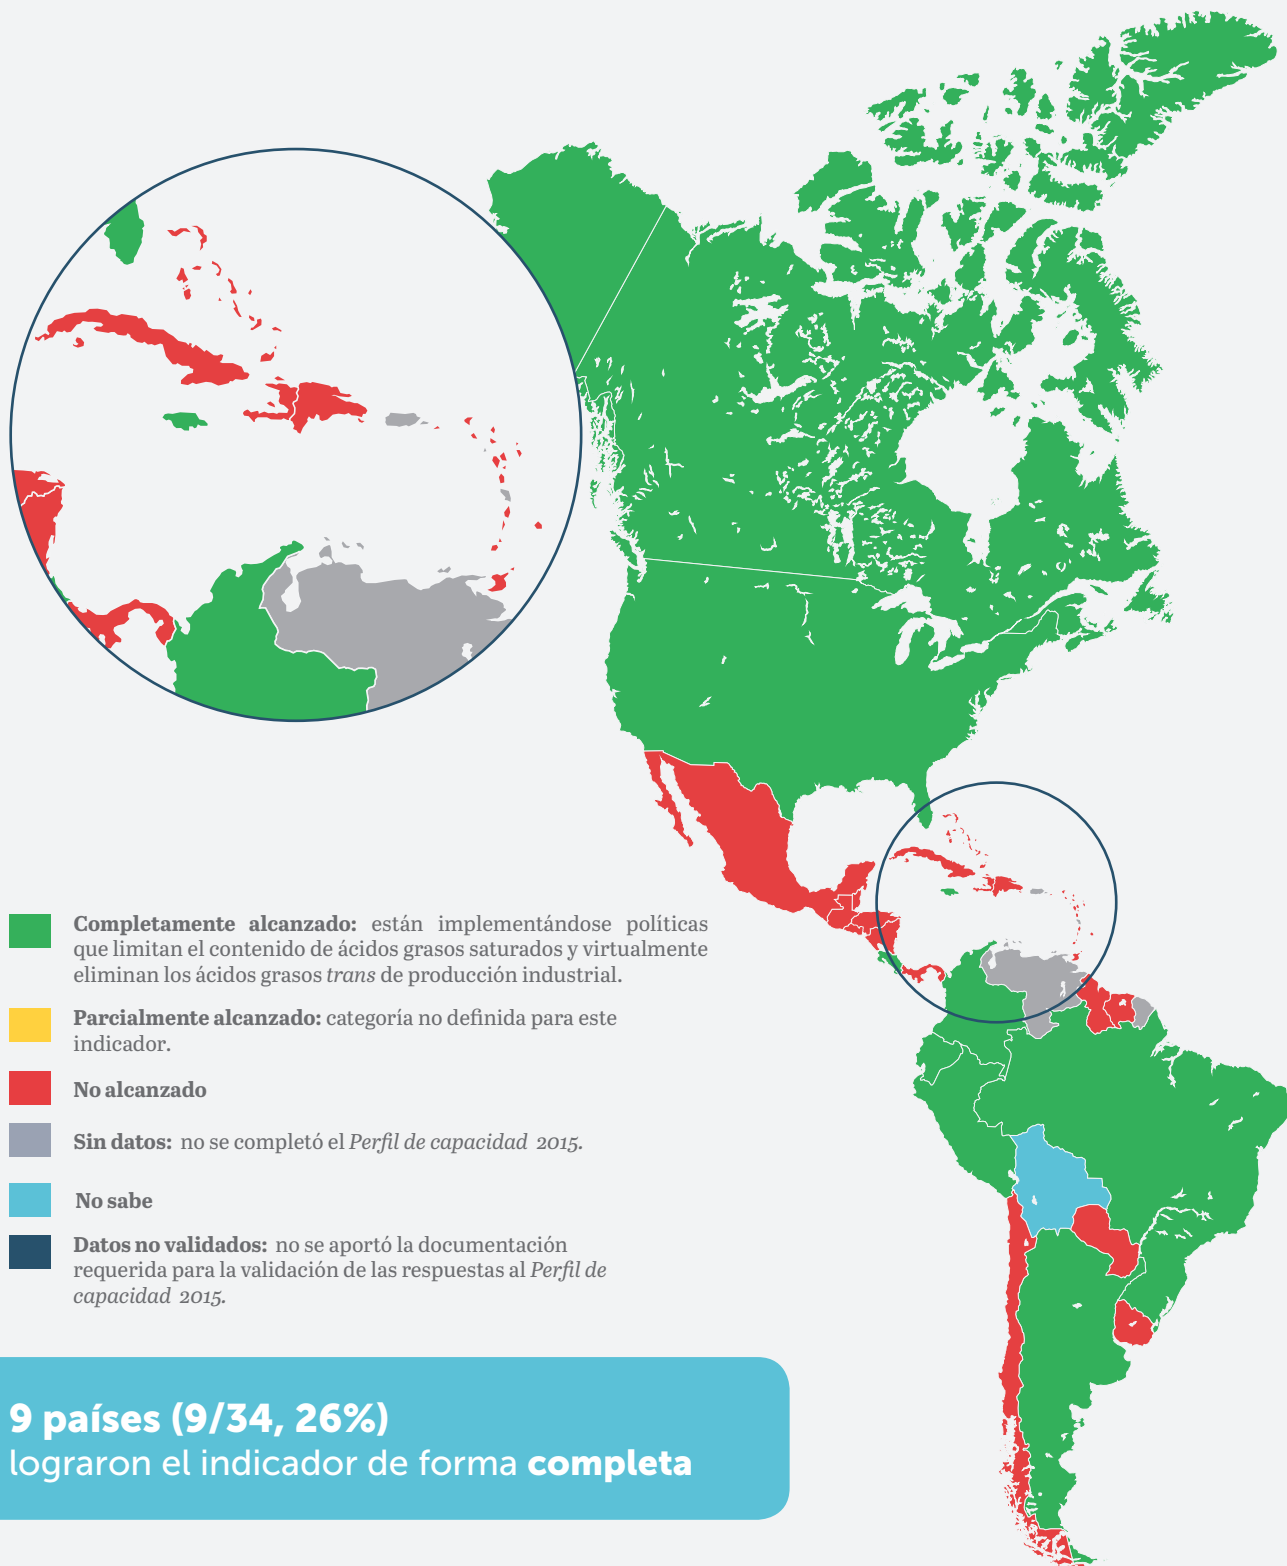 Completamente alcanzado: están implementándose políticas
que limitan el contenido de ácidos grasos saturados y virtualmente
eliminan los ácidos grasos trans de producción industrial.
Parcialmente alcanzado: categoría no definida para este
indicador.
No alcanzado
Sin datos: no se completó el Perfil de capacidad 2015.
No sabe
Datos no validados: no se aportó la documentación
requerida para la validación de las respuestas al Perfil de
capacidad 2015.
9 países (9/34, 26%)
lograron el indicador de forma completa